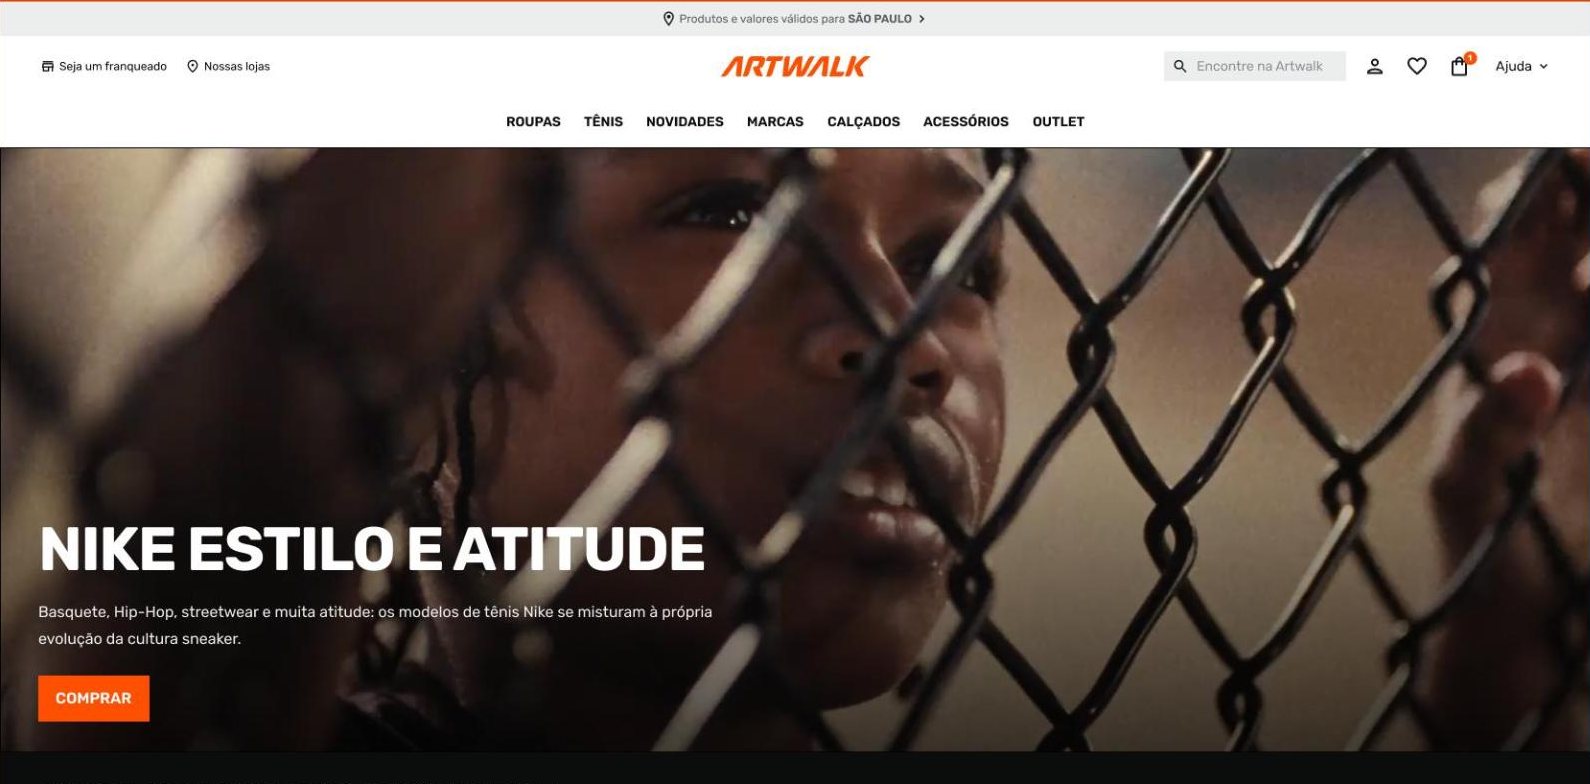 Produtos e valores válidos para SÃO PAULO
Seja um franqueado
Nossas lojas
ARTWALK
Encontre na Artwalk
1
Ajuda
ROUPAS TÊNIS NOVIDADES MARCAS CALÇADOS ACESSÓRIOS OUTLET
NIKE ESTILO E ATITUDE
Basquete, Hip-Hop, streetwear e muita atitude: os modelos de tênis Nike se misturam à própria
evolução da cultura sneaker.
COMPRAR